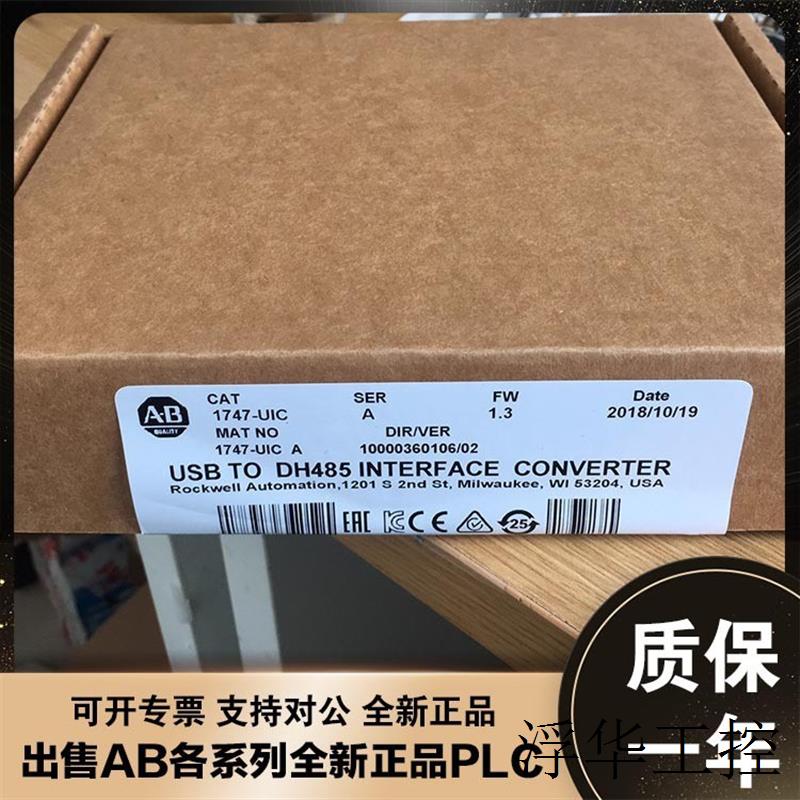 CAT SER FW Date
1747-UIC A 1.3 2018/10/19
MAT NO DIR/VER
1747-UIC A 10000360106/02
A-B
QUALITY
USB TO DH485 INTERFACE CONVERTER
Rockwell Automation,1201 S 2nd St, Milwaukee, WI 53204, USA
EAC CE 25
质保
一年
可开专票 支持对公 全新正品
出售AB各系列全新正品PLC
浮华工控